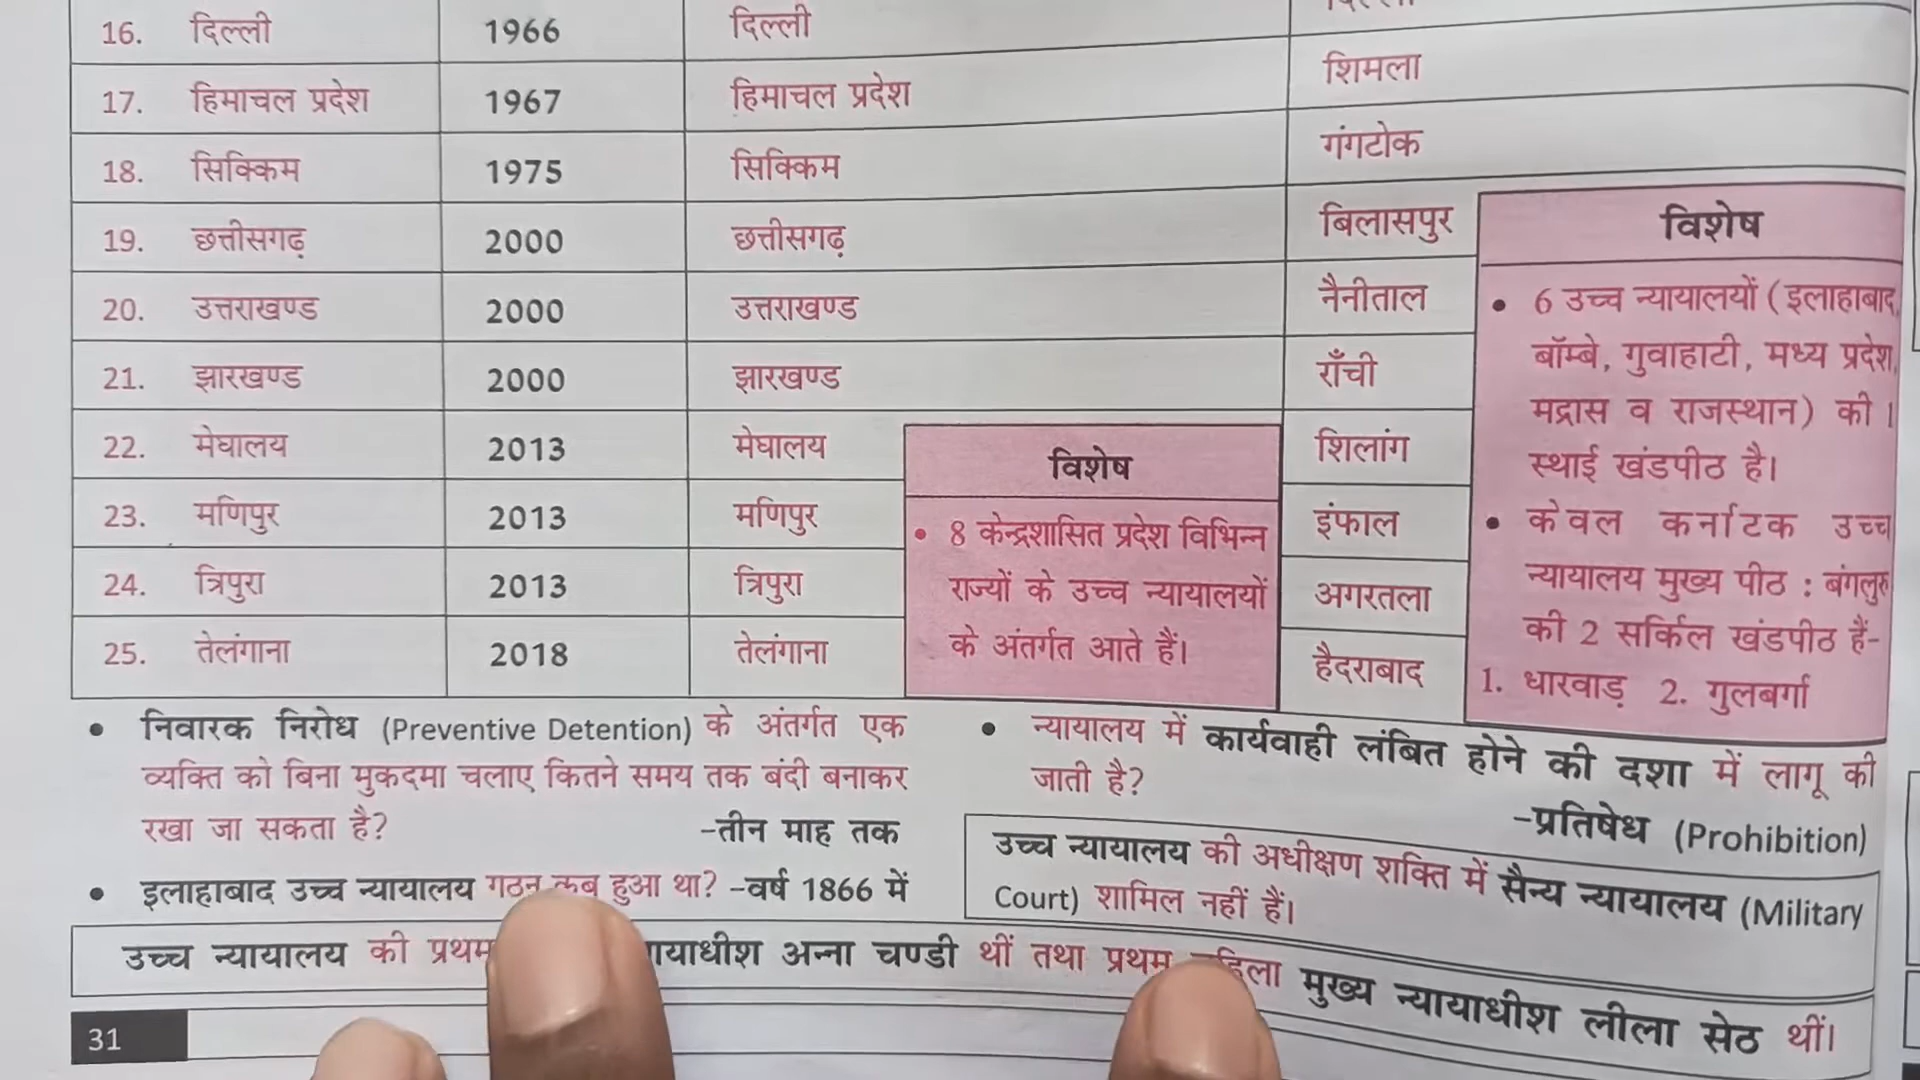 16. दिल्ली 1966 दिल्ली
17. हिमाचल प्रदेश 1967 हिमाचल प्रदेश शिमला
18. सिक्किम 1975 सिक्किम गंगटोक
19. छत्तीसगढ़ 2000 छत्तीसगढ़ बिलासपुर
20. उत्तराखण्ड 2000 उत्तराखण्ड नैनीताल
21. झारखण्ड 2000 झारखण्ड राँची
22. मेघालय 2013 मेघालय शिलांग
23. मणिपुर 2013 मणिपुर इंफाल
24. त्रिपुरा 2013 त्रिपुरा अगरतला
25. तेलंगाना 2018 तेलंगाना हैदराबाद
विशेष
• 8 केन्द्रशासित प्रदेश विभिन्न
राज्यों के उच्च न्यायालयों
के अंतर्गत आते हैं।
विशेष
• 6 उच्च न्यायालयों (इलाहाबाद,
बॉम्बे, गुवाहाटी, मध्य प्रदेश,
मद्रास व राजस्थान) की 1
स्थाई खंडपीठ है।
• केवल कर्नाटक उच्च
न्यायालय मुख्य पीठ : बंगलुरु
की 2 सर्किल खंडपीठ हैं-
1. धारवाड़ 2. गुलबर्गा
• निवारक निरोध (Preventive Detention) के अंतर्गत एक
व्यक्ति को बिना मुकदमा चलाए कितने समय तक बंदी बनाकर
रखा जा सकता है? -तीन माह तक
• इलाहाबाद उच्च न्यायालय गठन कब हुआ था? -वर्ष 1866 में
• न्यायालय में कार्यवाही लंबित होने की दशा में लागू की
जाती है?
-प्रतिषेध (Prohibition)
उच्च न्यायालय की अधीक्षण शक्ति में सैन्य न्यायालय (Military
Court) शामिल नहीं हैं।
उच्च न्यायालय की प्रथम अन्ना चण्डी थीं तथा प्रथम महिला मुख्य न्यायाधीश लीला सेठ थीं।
31